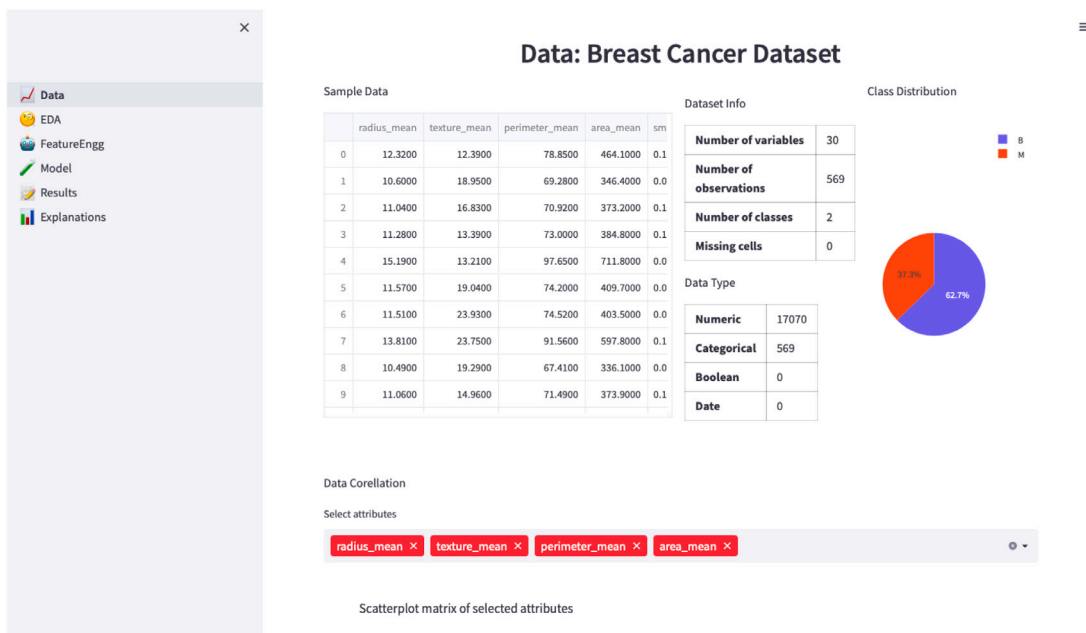 ×
Data
EDA
FeatureEngg
Model
Results
Explanations
Data: Breast Cancer Dataset
Sample Data
radius_mean texture_mean perimeter_mean area_mean sm
0 12.3200 12.3900 78.8500 464.1000 0.1
1 10.6000 18.9500 69.2800 346.4000 0.0
2 11.0400 16.8300 70.9200 373.2000 0.1
3 11.2800 13.3900 73.0000 384.8000 0.1
4 15.1900 13.2100 97.6500 711.8000 0.0
5 11.5700 19.0400 74.2000 409.7000 0.0
6 11.5100 23.9300 74.5200 403.5000 0.0
7 13.8100 23.7500 91.5600 597.8000 0.1
8 10.4900 19.2900 67.4100 336.1000 0.0
9 11.0600 14.9600 71.4900 373.9000 0.1
Dataset Info
Number of variables 30
Number of
observations 569
Number of classes 2
Missing cells 0
Data Type
Numeric 17070
Categorical 569
Boolean 0
Date 0
Class Distribution
B
M
37.3%
62.7%
Data Corellation
Select attributes
radius_mean × texture_mean × perimeter_mean × area_mean ×
Scatterplot matrix of selected attributes